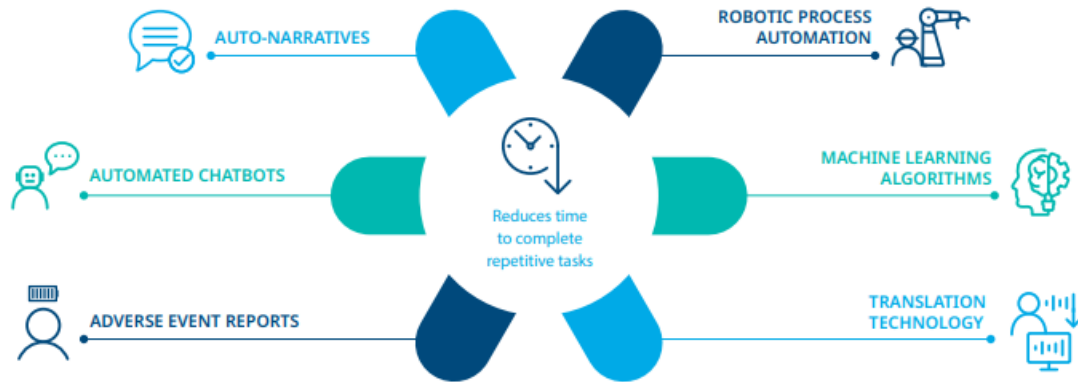 AUTO-NARRATIVES
ROBOTIC PROCESS
AUTOMATION
AUTOMATED CHATBOTS
MACHINE LEARNING
ALGORITHMS
Reduces time
to complete
repetitive tasks
ADVERSE EVENT REPORTS
TRANSLATION
TECHNOLOGY